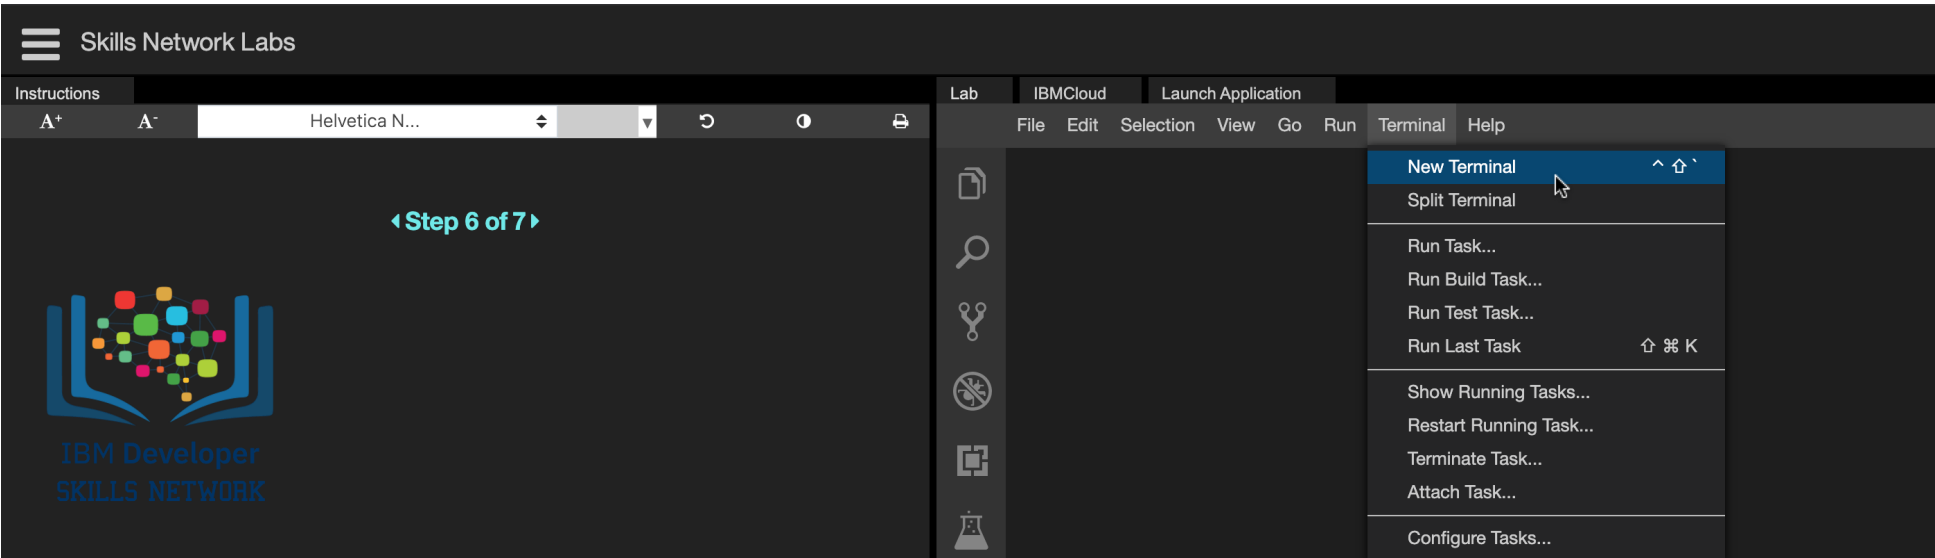 Skills Network Labs
Instructions
A+ A- Helvetica N...
Step 6 of 7
IBM Developer
SKILLS NETWORK
Lab IBMCloud Launch Application
File Edit Selection View Go Run Terminal Help
New Terminal ^ ⇧ `
Split Terminal
Run Task...
Run Build Task...
Run Test Task...
Run Last Task ⇧ ⌘ K
Show Running Tasks...
Restart Running Task...
Terminate Task...
Attach Task...
Configure Tasks...